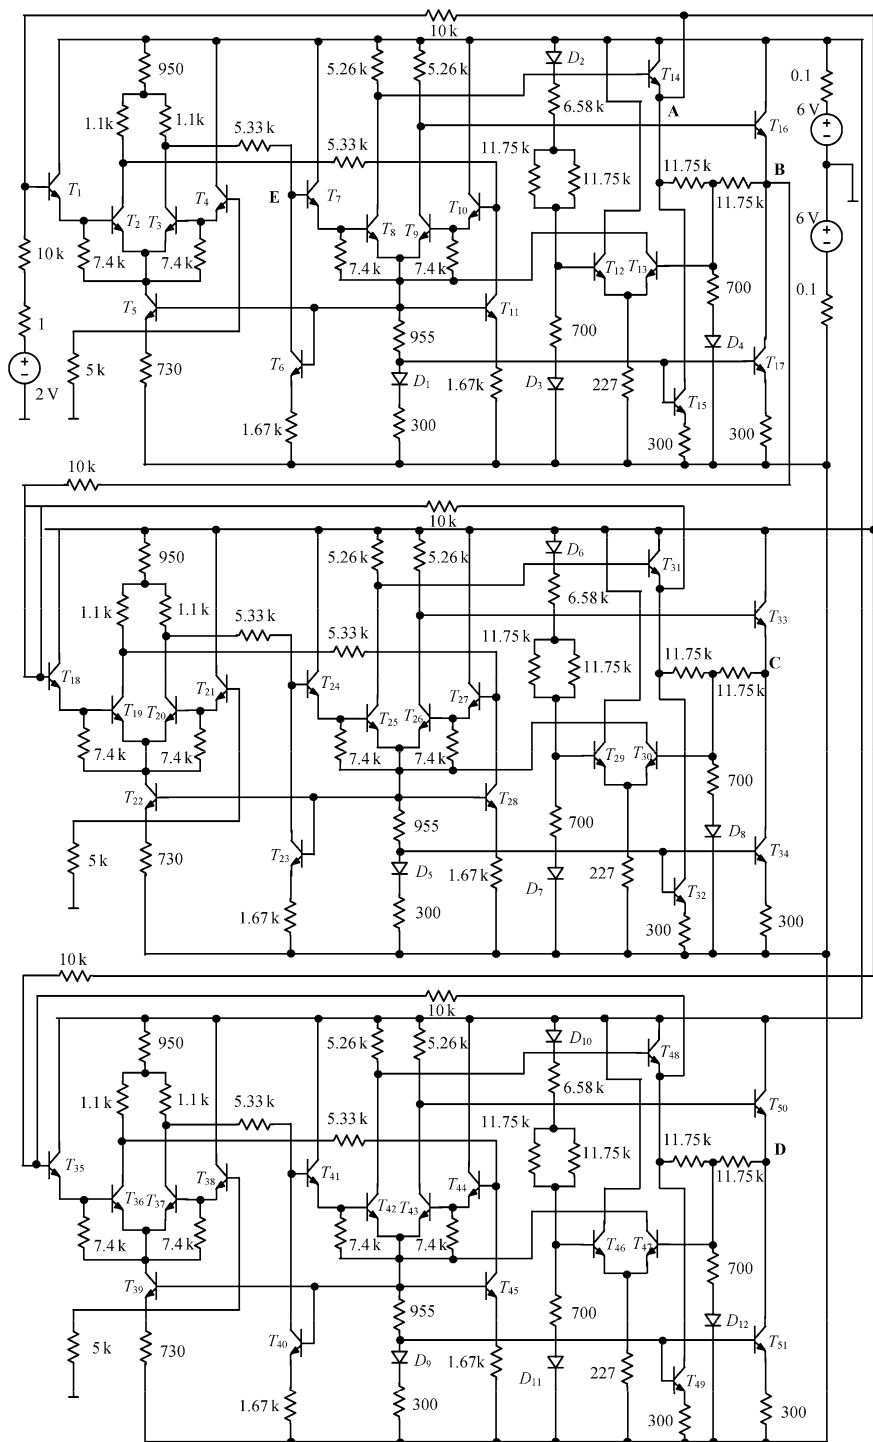 10 k
950
5.26 k
5.26 k
D2
T14
0.1
6 V
A
6.58 k
1.1k
1.1k
5.33 k
T16
5.33 k
11.75 k
11.75 k
11.75 k
B
T1
T4
E
T7
T10
11.75 k
T2
T3
T8
T9
6 V
10 k
7.4 k
7.4 k
7.4 k
7.4 k
T12
T13
700
0.1
T5
T11
1
955
700
D4
T6
T17
2 V
5 k
730
D1
1.67k
D3
227
T15
1.67 k
300
300
300
10 k
10 k
950
5.26 k
5.26 k
D6
T31
6.58 k
1.1 k
1.1 k
5.33 k
T33
5.33 k
11.75 k
11.75 k
11.75 k
C
T18
T21
T24
T27
11.75 k
T19
T20
T25
T26
7.4 k
7.4 k
7.4 k
7.4 k
T29
T30
700
T22
T28
955
700
D8
T23
T34
5 k
730
D5
1.67 k
D7
227
T32
1.67 k
300
300
300
10 k
10 k
950
5.26 k
5.26 k
D10
T48
6.58 k
1.1 k
1.1 k
5.33 k
T50
5.33 k
11.75 k
11.75 k
11.75 k
D
T35
T38
T41
T44
11.75 k
T36
T37
T42
T43
7.4 k
7.4 k
7.4 k
7.4 k
T46
T47
700
T39
T45
955
700
D12
T40
T51
5 k
730
D9
1.67k
D11
227
T49
1.67 k
300
300
300